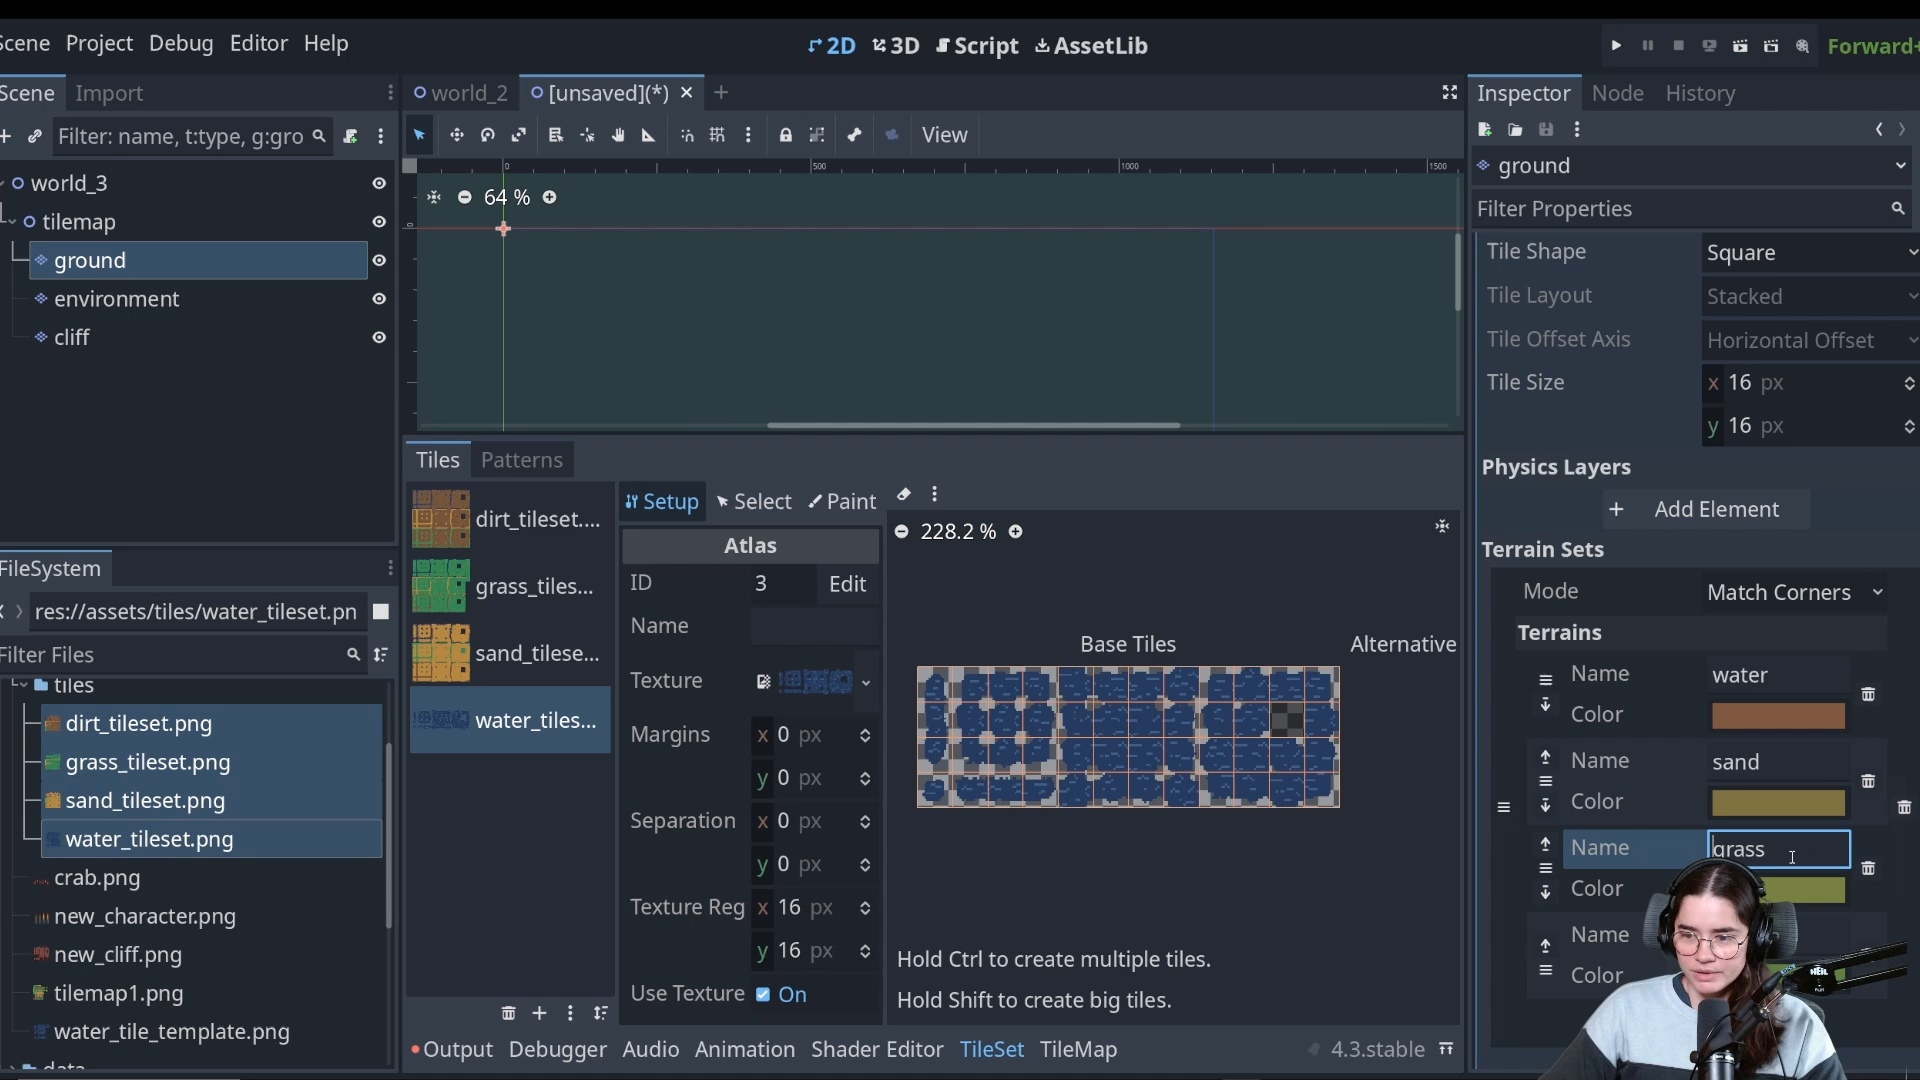 Scene Project Debug Editor Help
2D 3D Script AssetLib
Forward+
Scene Import
world_2 [unsaved](*)
Inspector Node History
Filter: name, t:type, g:gro
View
ground
Filter Properties
world_3
tilemap
ground
environment
cliff
0 500 1000 1500
64 %
0
Tile Shape Square
Tile Layout Stacked
Tile Offset Axis Horizontal Offset
Tile Size x 16 px
y 16 px
Physics Layers
Add Element
Terrain Sets
Mode Match Corners
Terrains
Name water
Color
Name sand
Color
Name grass
Color
Name
Color
Tiles Patterns
dirt_tileset....
grass_tiles...
sand_tilese...
water_tiles...
Setup Select Paint
Atlas
ID 3 Edit
Name
Texture
Margins x 0 px
y 0 px
Separation x 0 px
y 0 px
Texture Reg x 16 px
y 16 px
Use Texture On
228.2 %
Base Tiles Alternative
Hold Ctrl to create multiple tiles.
Hold Shift to create big tiles.
FileSystem
res://assets/tiles/water_tileset.pn
Filter Files
tiles
dirt_tileset.png
grass_tileset.png
sand_tileset.png
water_tileset.png
crab.png
new_character.png
new_cliff.png
tilemap1.png
water_tile_template.png
data
Output Debugger Audio Animation Shader Editor TileSet TileMap
4.3.stable
HEIL